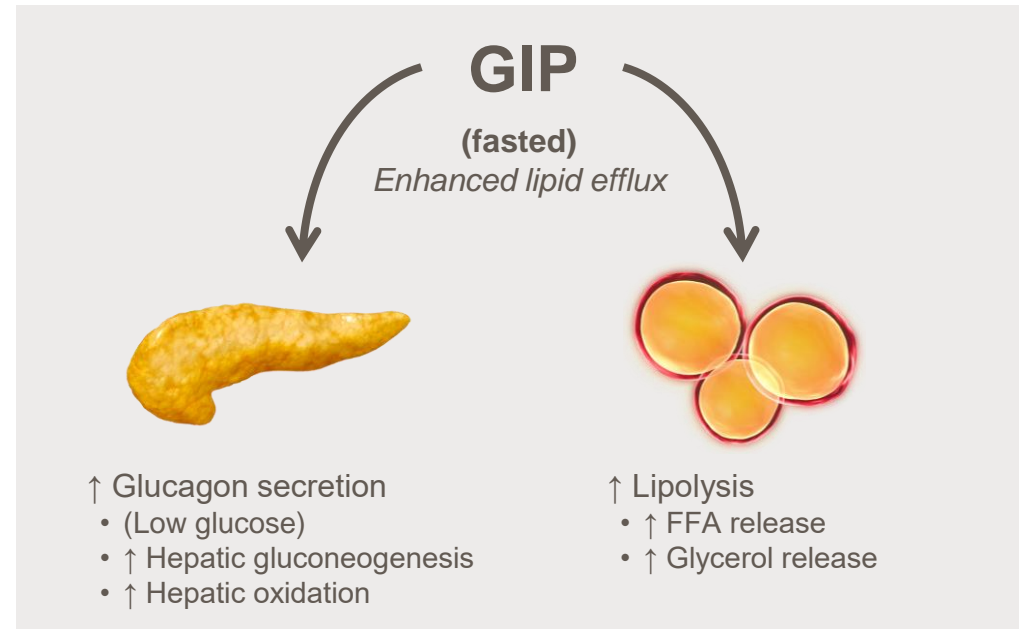 GIP
(fasted)
Enhanced lipid efflux
↑ Glucagon secretion
• (Low glucose)
• ↑ Hepatic gluconeogenesis
• ↑ Hepatic oxidation
↑ Lipolysis
• ↑ FFA release
• ↑ Glycerol release